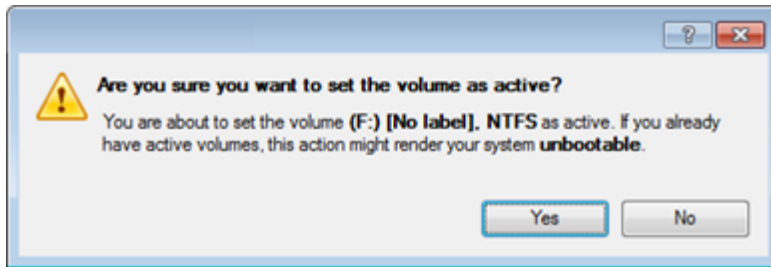 Are you sure you want to set the volume as active?
You are about to set the volume (F:) [No label], NTFS as active. If you already
have active volumes, this action might render your system unbootable.
Yes No